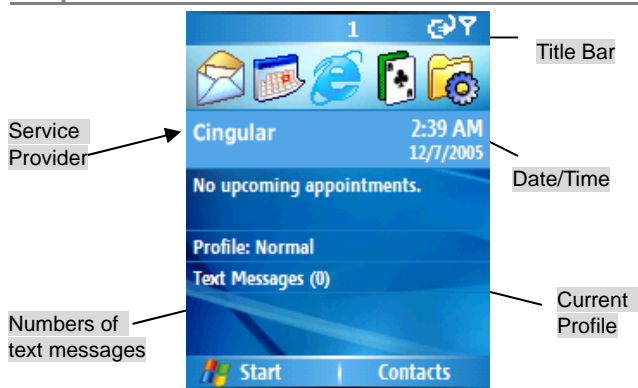 1
Title Bar
Service
Provider
Cingular
2:39 AM
12/7/2005
Date/Time
No upcoming appointments.
Profile: Normal
Text Messages (0)
Current
Profile
Numbers of
text messages
Start
Contacts